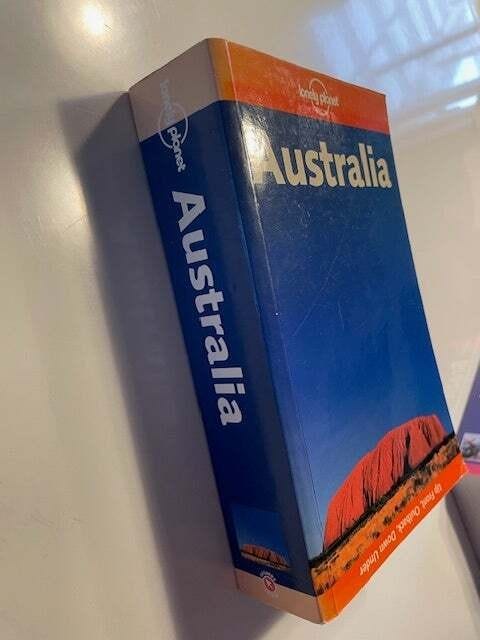 lonely planet
Australia
lonely planet
Australia
Up Front, Outback, Down Under